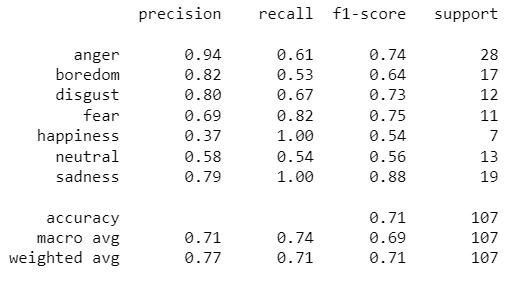 precision recall f1-score support
anger 0.94 0.61 0.74 28
boredom 0.82 0.53 0.64 17
disgust 0.80 0.67 0.73 12
fear 0.69 0.82 0.75 11
happiness 0.37 1.00 0.54 7
neutral 0.58 0.54 0.56 13
sadness 0.79 1.00 0.88 19
accuracy 0.71 107
macro avg 0.71 0.74 0.69 107
weighted avg 0.77 0.71 0.71 107